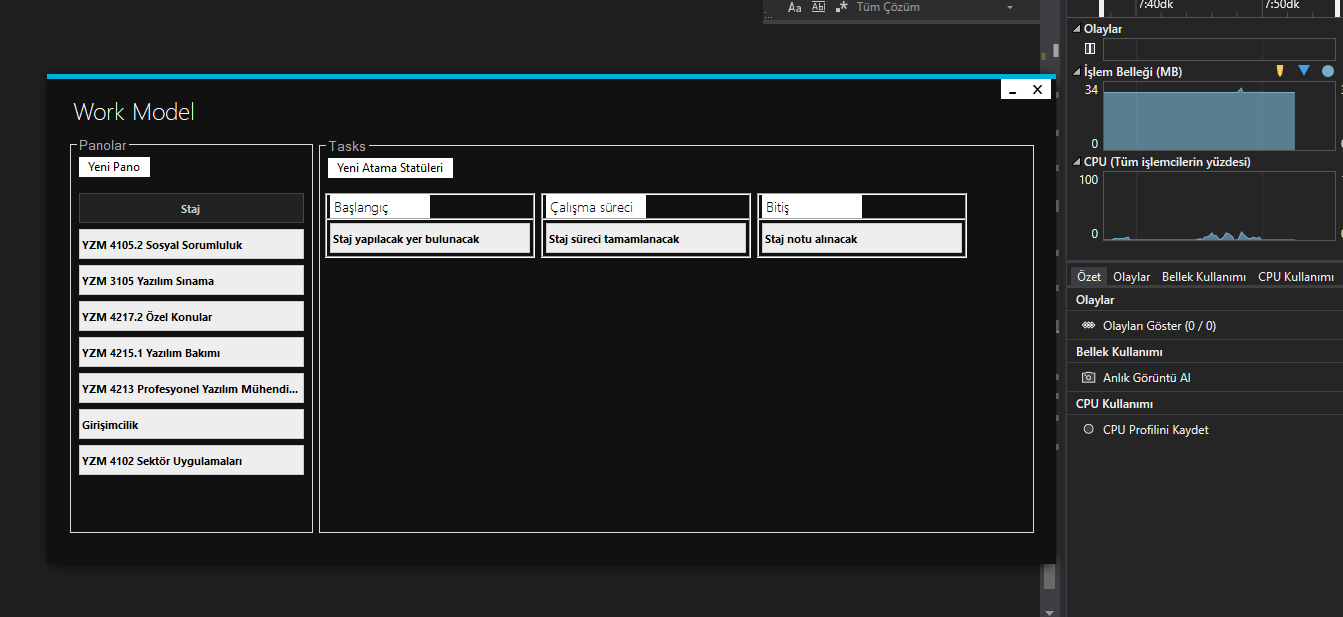 Aa Ab Tüm Çözüm
Work Model
Panolar
Yeni Pano
Staj
YZM 4105.2 Sosyal Sorumluluk
YZM 3105 Yazılım Sınama
YZM 4217.2 Özel Konular
YZM 4215.1 Yazılım Bakımı
YZM 4213 Profesyonel Yazılım Mühendi...
Girişimcilik
YZM 4102 Sektör Uygulamaları
Tasks
Yeni Atama Statüleri
Başlangıç
Staj yapılacak yer bulunacak
Çalışma süreci
Staj süreci tamamlanacak
Bitiş
Staj notu alınacak
7:40dk 7:50dk
Olaylar
İşlem Belleği (MB)
34
0
CPU (Tüm işlemcilerin yüzdesi)
100
0
Özet Olaylar Bellek Kullanımı CPU Kullanımı
Olaylar
Olayları Göster (0 / 0)
Bellek Kullanımı
Anlık Görüntü Al
CPU Kullanımı
CPU Profilini Kaydet